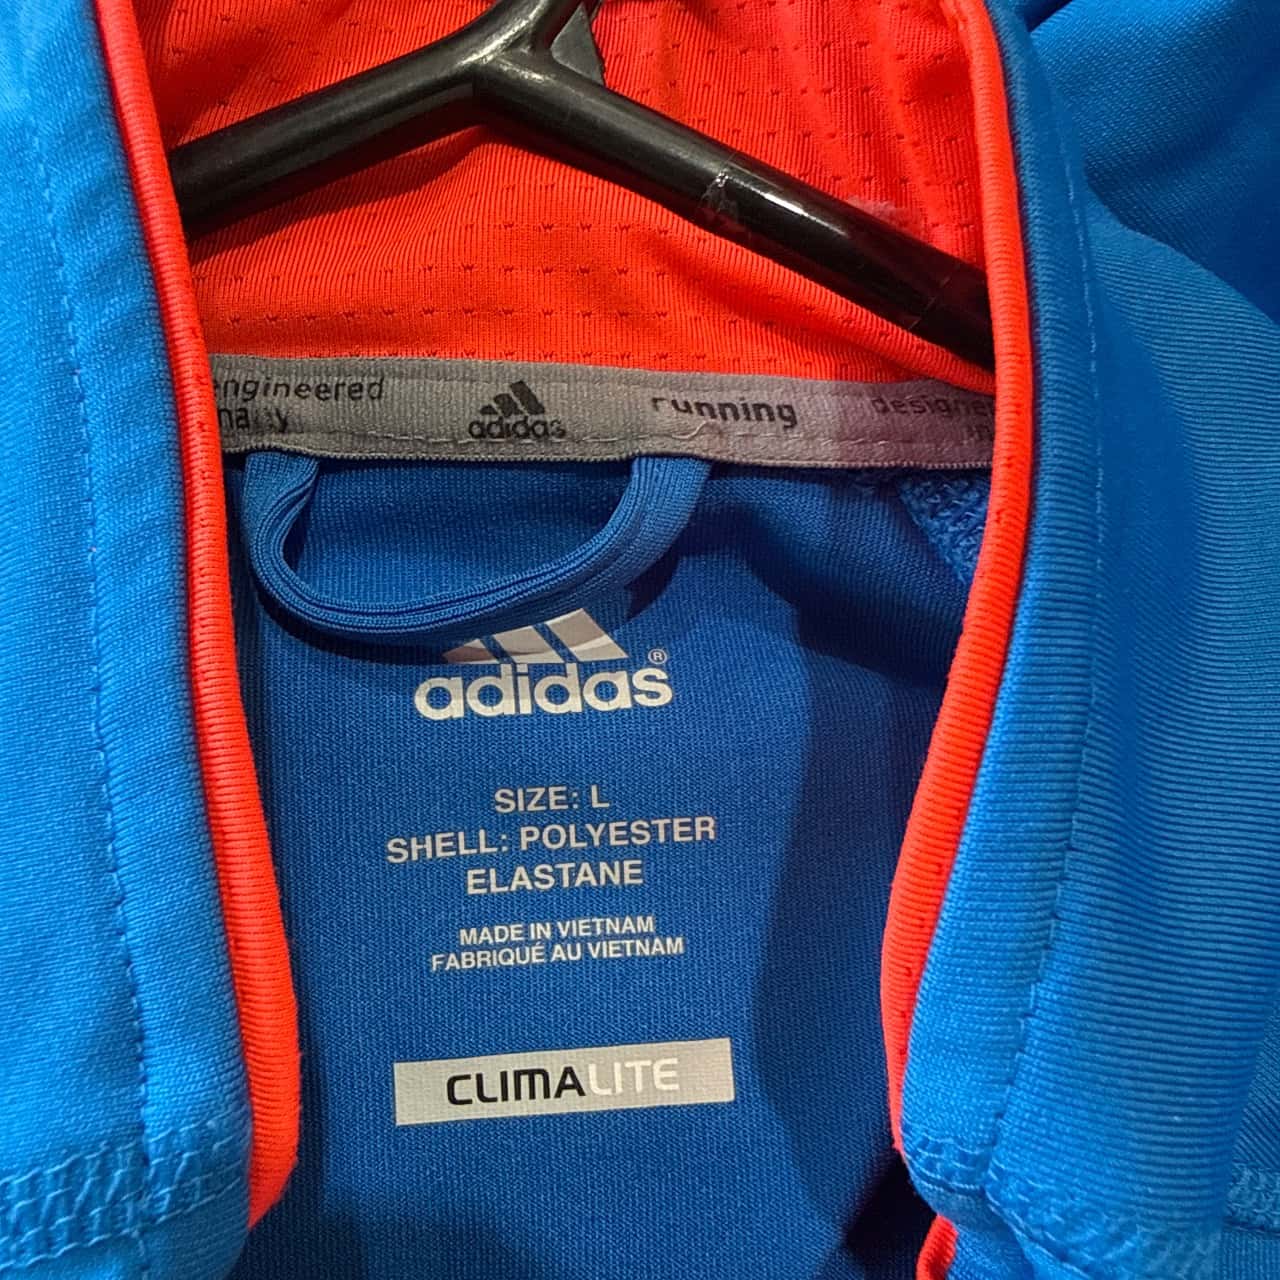 engineered
adidas
running
adidas®
SIZE: L
SHELL: POLYESTER
ELASTANE
MADE IN VIETNAM
FABRIQUÉ AU VIETNAM
CLIMALITE